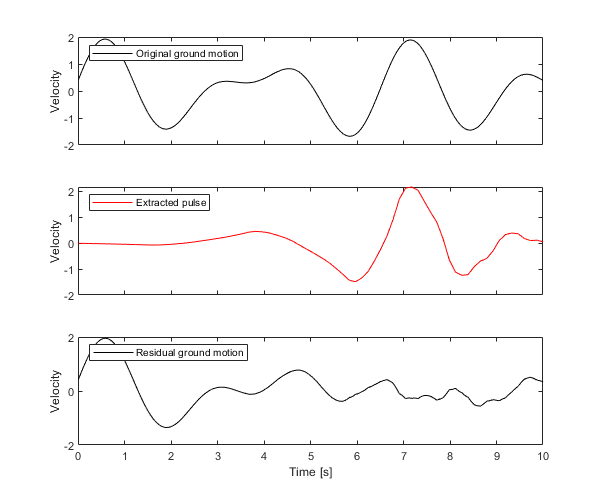 2
Original ground motion
1
0
-1
-2
Velocity
2
Extracted pulse
1
0
-1
-2
Velocity
2
Residual ground motion
0
-2
Velocity
0 1 2 3 4 5 6 7 8 9 10
Time [s]